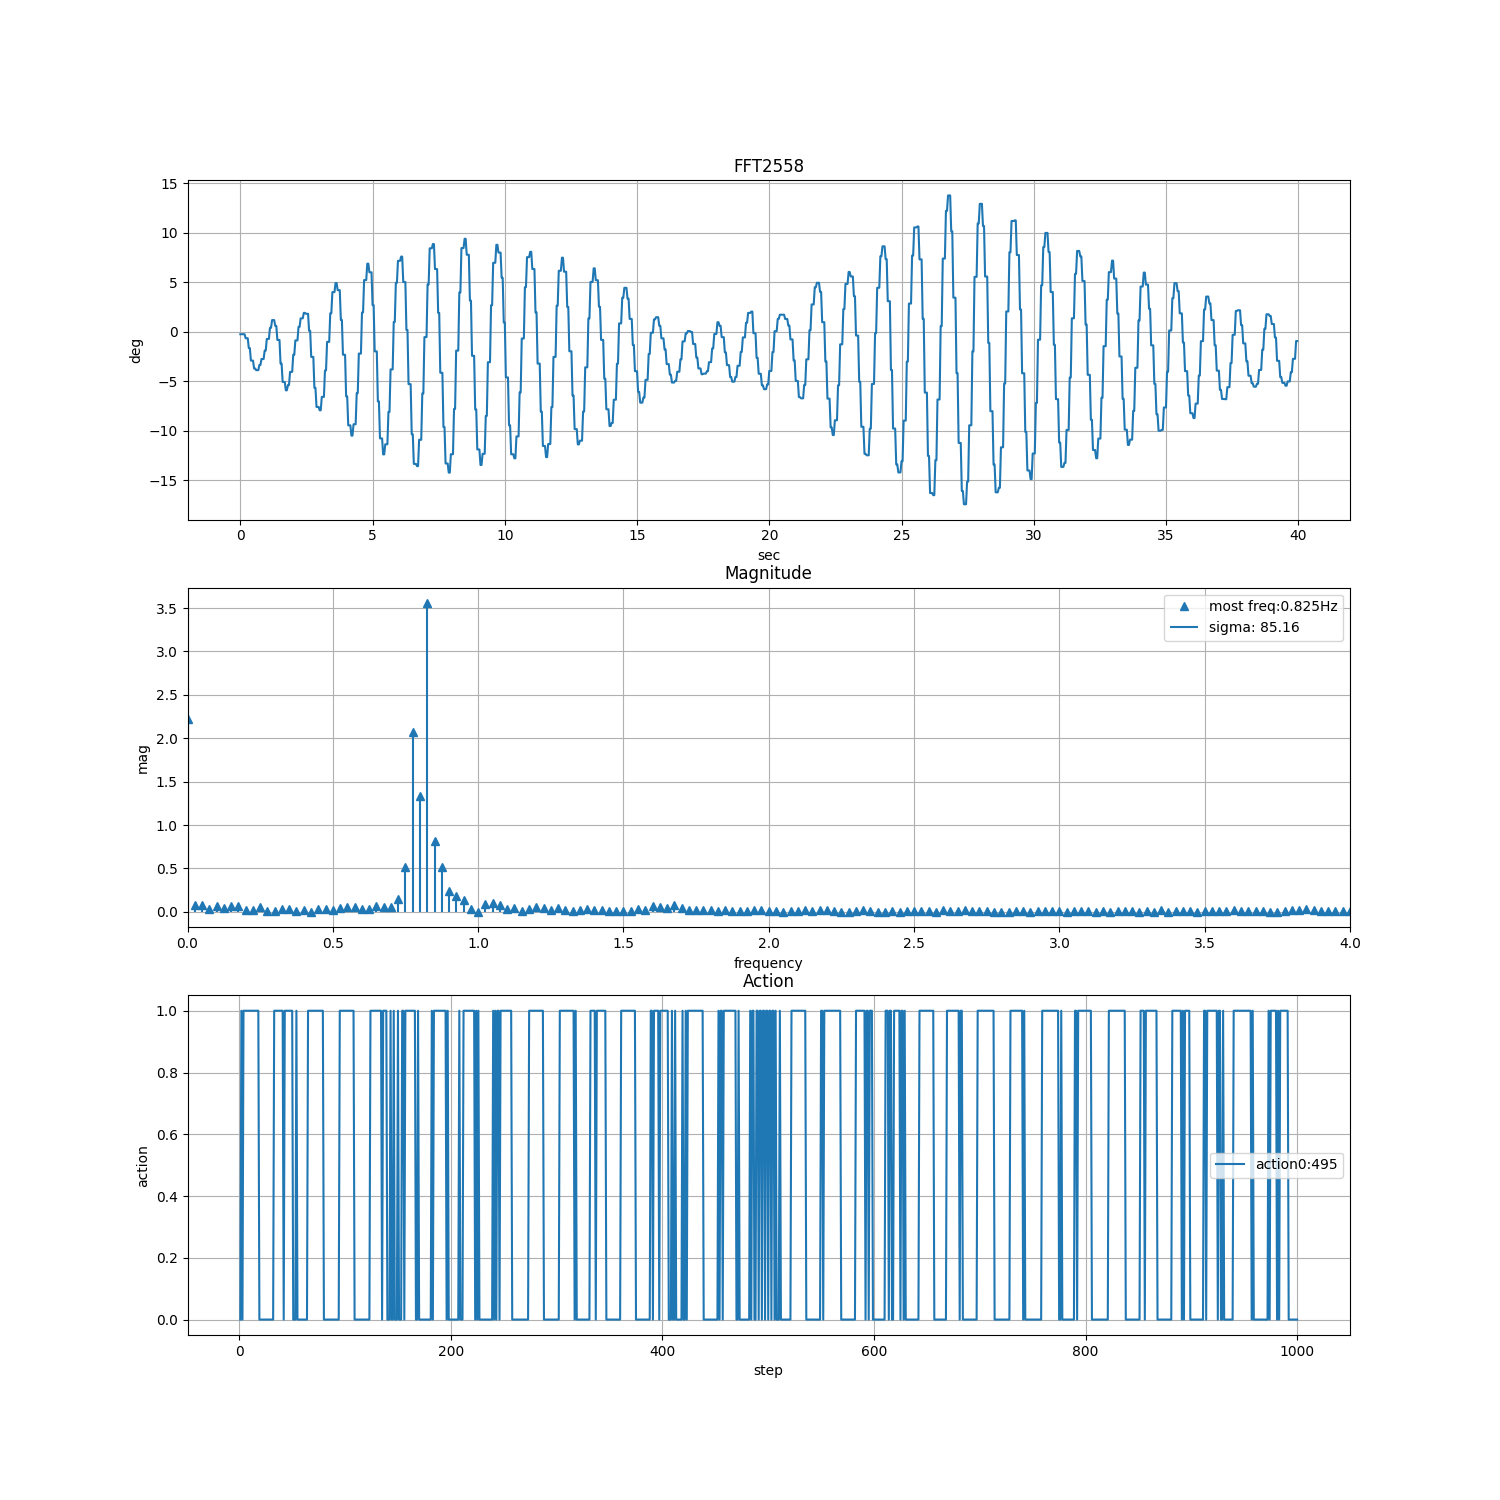 FFT2558
15
10
5
0
−5
−10
−15
deg
0 5 10 15 20 25 30 35 40
sec
Magnitude
3.5
3.0
2.5
2.0
1.5
1.0
0.5
0.0
mag
most freq:0.825Hz
sigma: 85.16
0.0 0.5 1.0 1.5 2.0 2.5 3.0 3.5 4.0
frequency
Action
1.0
0.8
0.6
0.4
0.2
0.0
action
action0:495
0 200 400 600 800 1000
step